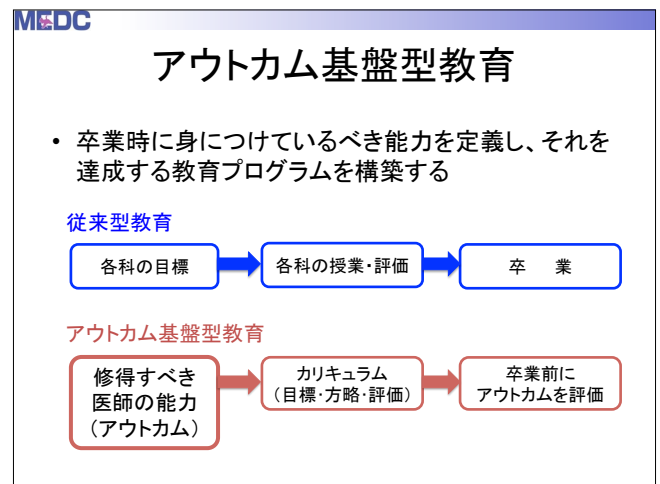 MEDC
アウトカム基盤型教育
• 卒業時に身につけているべき能力を定義し、それを
達成する教育プログラムを構築する
従来型教育
各科の目標
各科の授業・評価
卒　業
アウトカム基盤型教育
修得すべき
医師の能力
（アウトカム）
カリキュラム
（目標・方略・評価）
卒業前に
アウトカムを評価